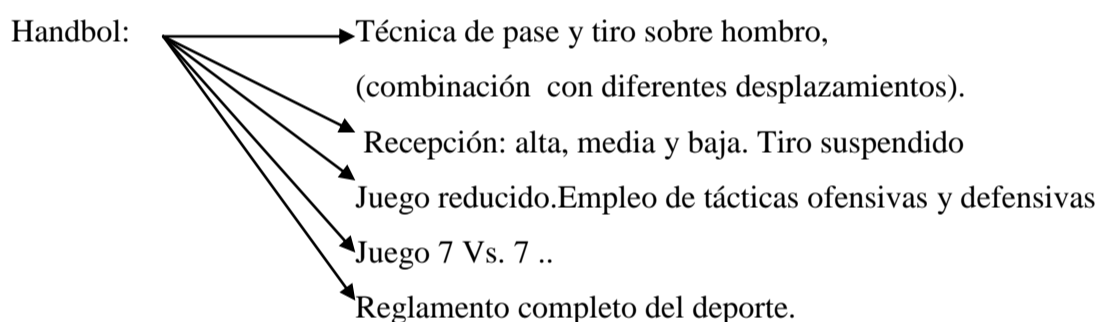 Handbol: Técnica de pase y tiro sobre hombro,
(combinación con diferentes desplazamientos).
Recepción: alta, media y baja. Tiro suspendido
Juego reducido.Empleo de tácticas ofensivas y defensivas
Juego 7 Vs. 7 ..
Reglamento completo del deporte.